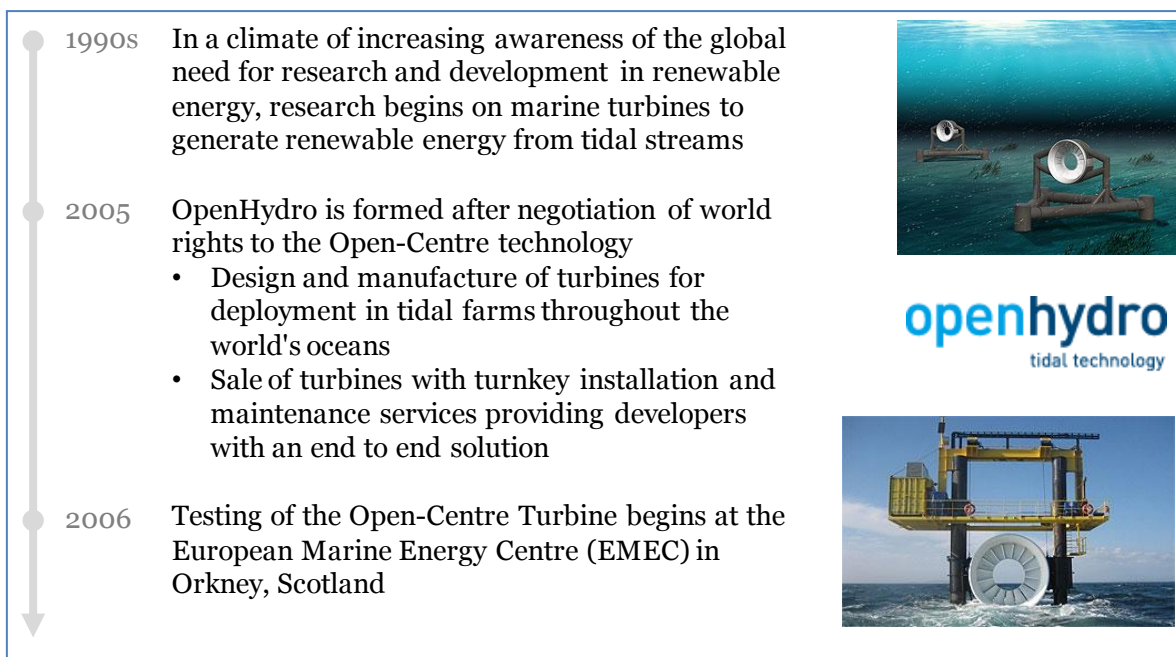 1990s
In a climate of increasing awareness of the global
need for research and development in renewable
energy, research begins on marine turbines to
generate renewable energy from tidal streams
2005
OpenHydro is formed after negotiation of world
rights to the Open-Centre technology
• Design and manufacture of turbines for
deployment in tidal farms throughout the
world's oceans
• Sale of turbines with turnkey installation and
maintenance services providing developers
with an end to end solution
2006
Testing of the Open-Centre Turbine begins at the
European Marine Energy Centre (EMEC) in
Orkney, Scotland
openhydro
tidal technology